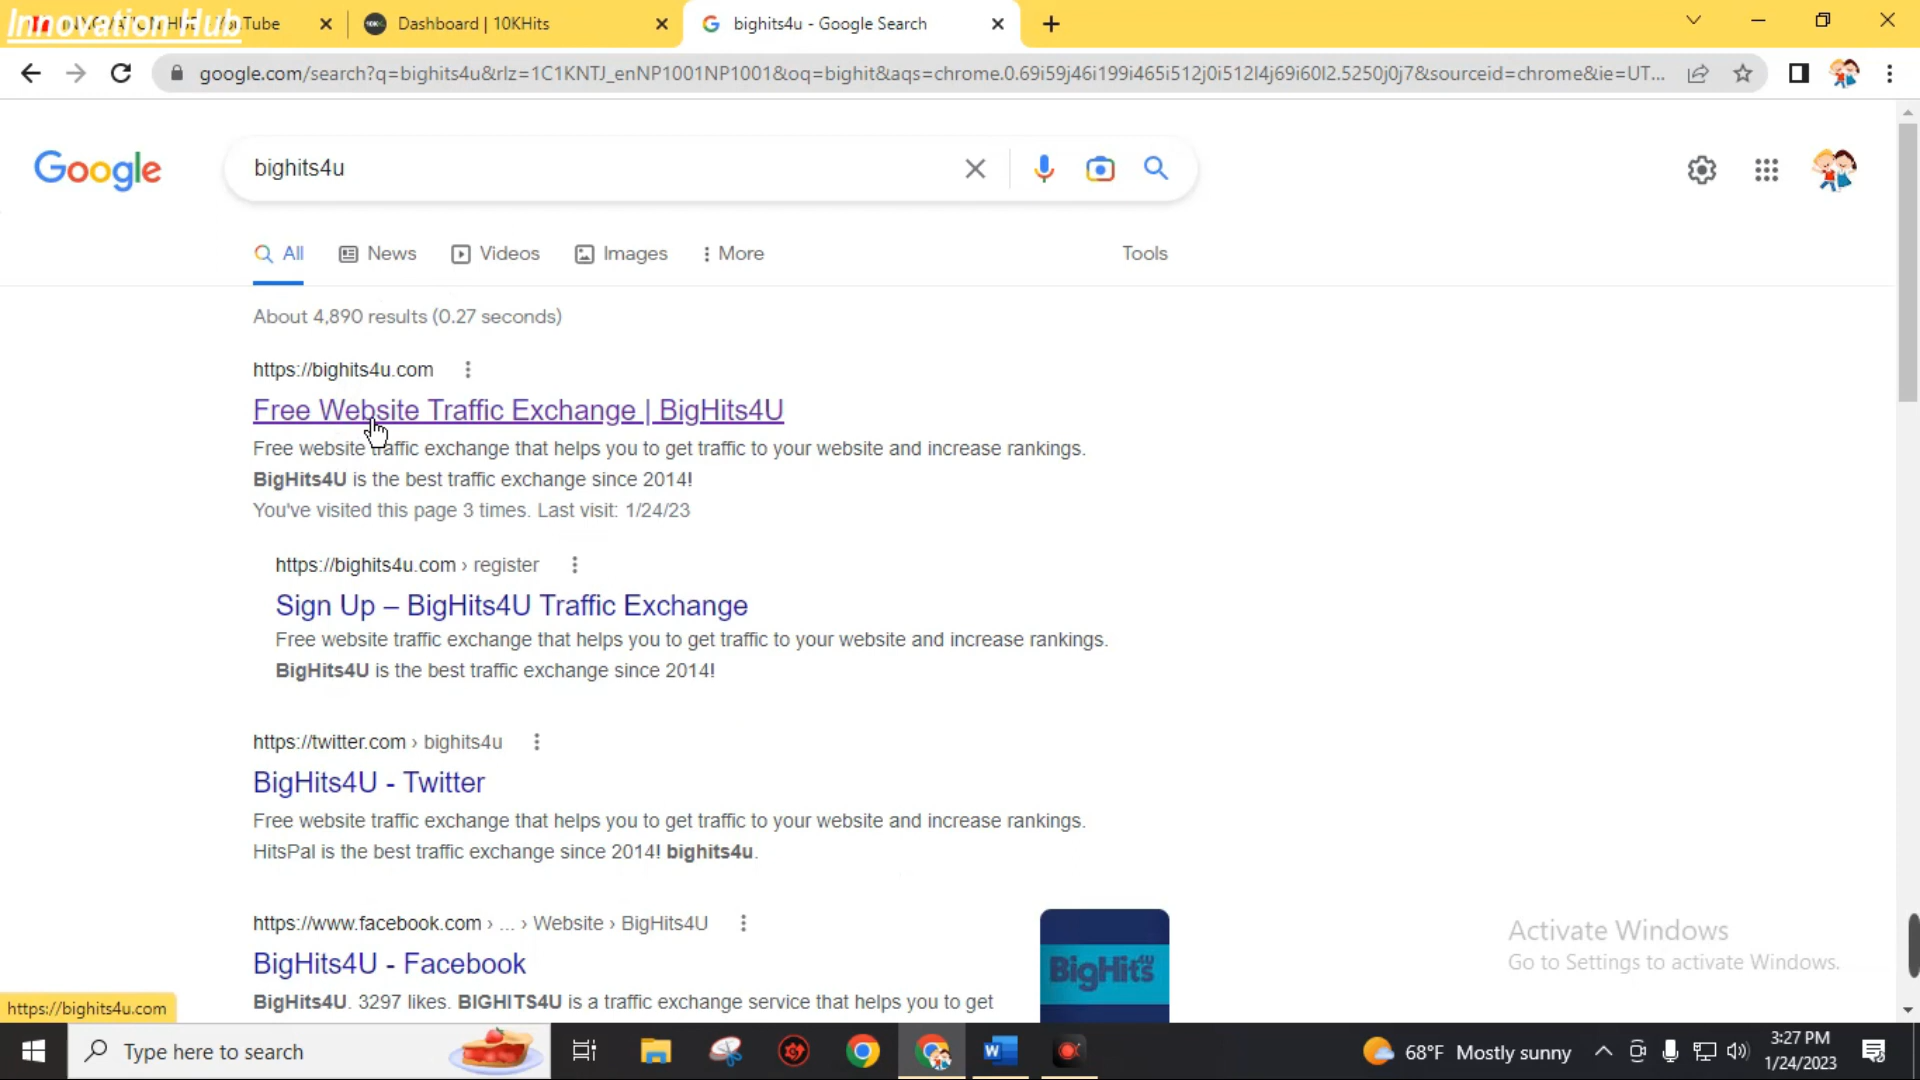 Innovation Hub
Dashboard | 10KHits
bighits4u - Google Search
google.com/search?q=bighits4u&rlz=1C1KNTJ_enNP1001NP1001&oq=bighit&aqs=chrome.0.69i59j46i199i465i512j0i512l4j69i60l2.5250j0j7&sourceid=chrome&ie=UT...
Google
bighits4u
All
News
Videos
Images
More
Tools
About 4,890 results (0.27 seconds)
https://bighits4u.com
Free Website Traffic Exchange | BigHits4U
Free website traffic exchange that helps you to get traffic to your website and increase rankings.
BigHits4U is the best traffic exchange since 2014!
You've visited this page 3 times. Last visit: 1/24/23
https://bighits4u.com › register
Sign Up – BigHits4U Traffic Exchange
Free website traffic exchange that helps you to get traffic to your website and increase rankings.
BigHits4U is the best traffic exchange since 2014!
https://twitter.com › bighits4u
BigHits4U - Twitter
Free website traffic exchange that helps you to get traffic to your website and increase rankings.
HitsPal is the best traffic exchange since 2014! bighits4u.
https://www.facebook.com › ... › Website › BigHits4U
BigHits4U - Facebook
BigHits4U. 3297 likes. BIGHITS4U is a traffic exchange service that helps you to get
BigHits4U
Activate Windows
Go to Settings to activate Windows.
https://bighits4u.com
Type here to search
68°F Mostly sunny
3:27 PM
1/24/2023